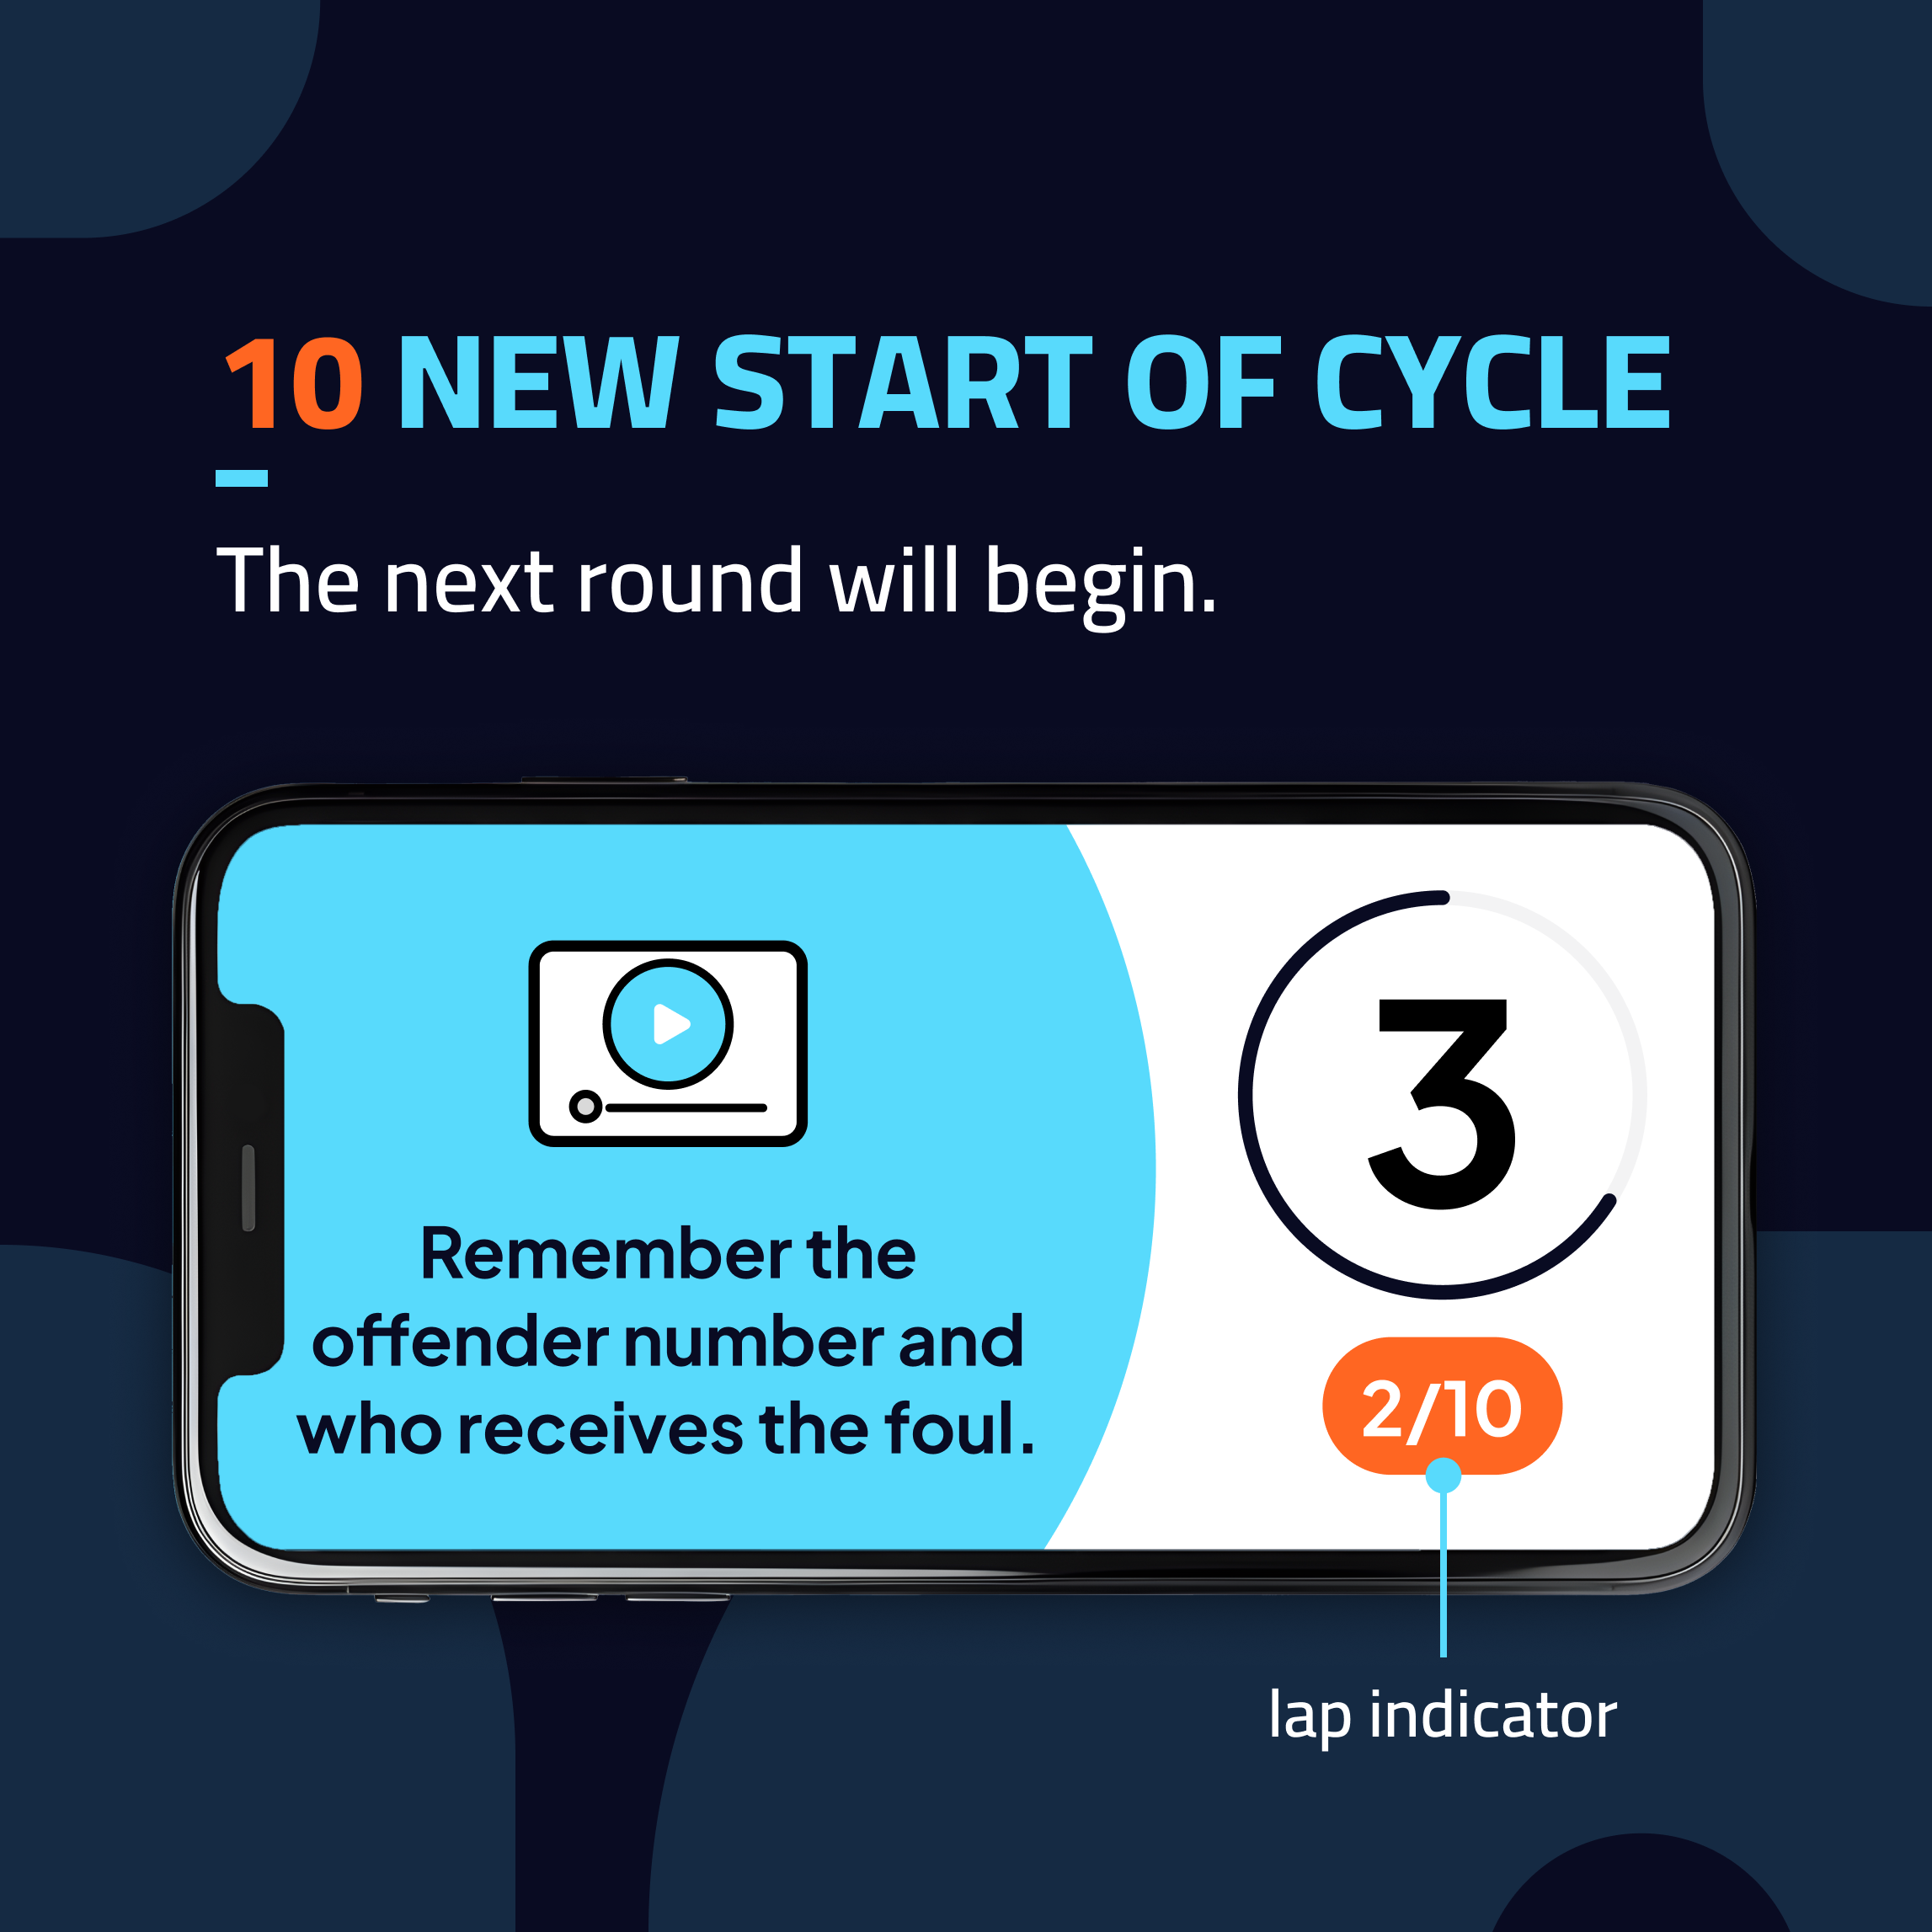 10 NEW START OF CYCLE
The next round will begin.
Remember the
offender number and
who receives the foul.
3
2/10
lap indicator